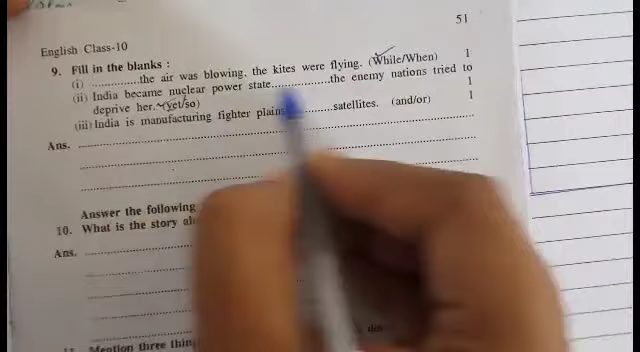 51
English Class-10
9. Fill in the blanks :
(i) ..............the air was blowing, the kites were flying. (While/When) 1
(ii) India became nuclear power state.................the enemy nations tried to
deprive her. (yet/so) 1
(iii) India is manufacturing fighter plain...........satellites. (and/or) 1
Ans.
Answer the following
10. What is the story
Ans.
Mention three